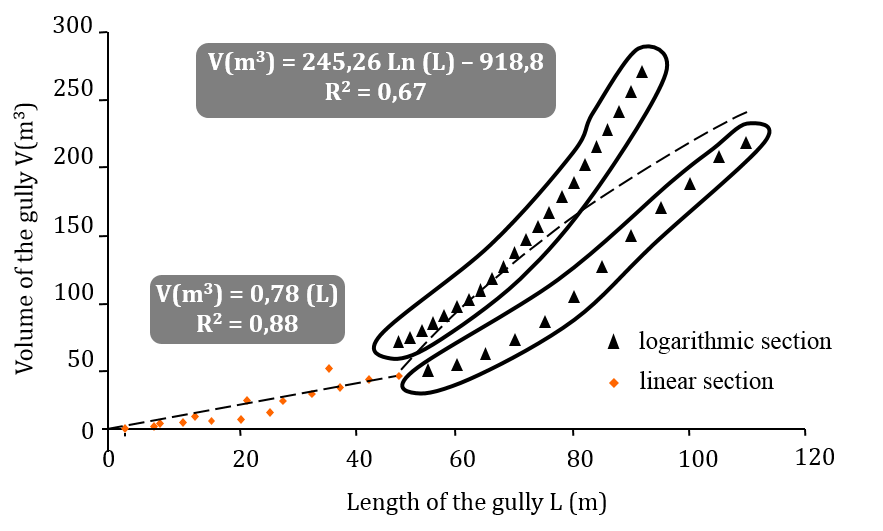 300
V(m³) = 245,26 Ln (L) – 918,8
R² = 0,67
250
200
150
V(m³) = 0,78 (L)
R² = 0,88
100
50
0
Volume of the gully V(m³)
logarithmic section
linear section
0 20 40 60 80 100 120
Length of the gully L (m)